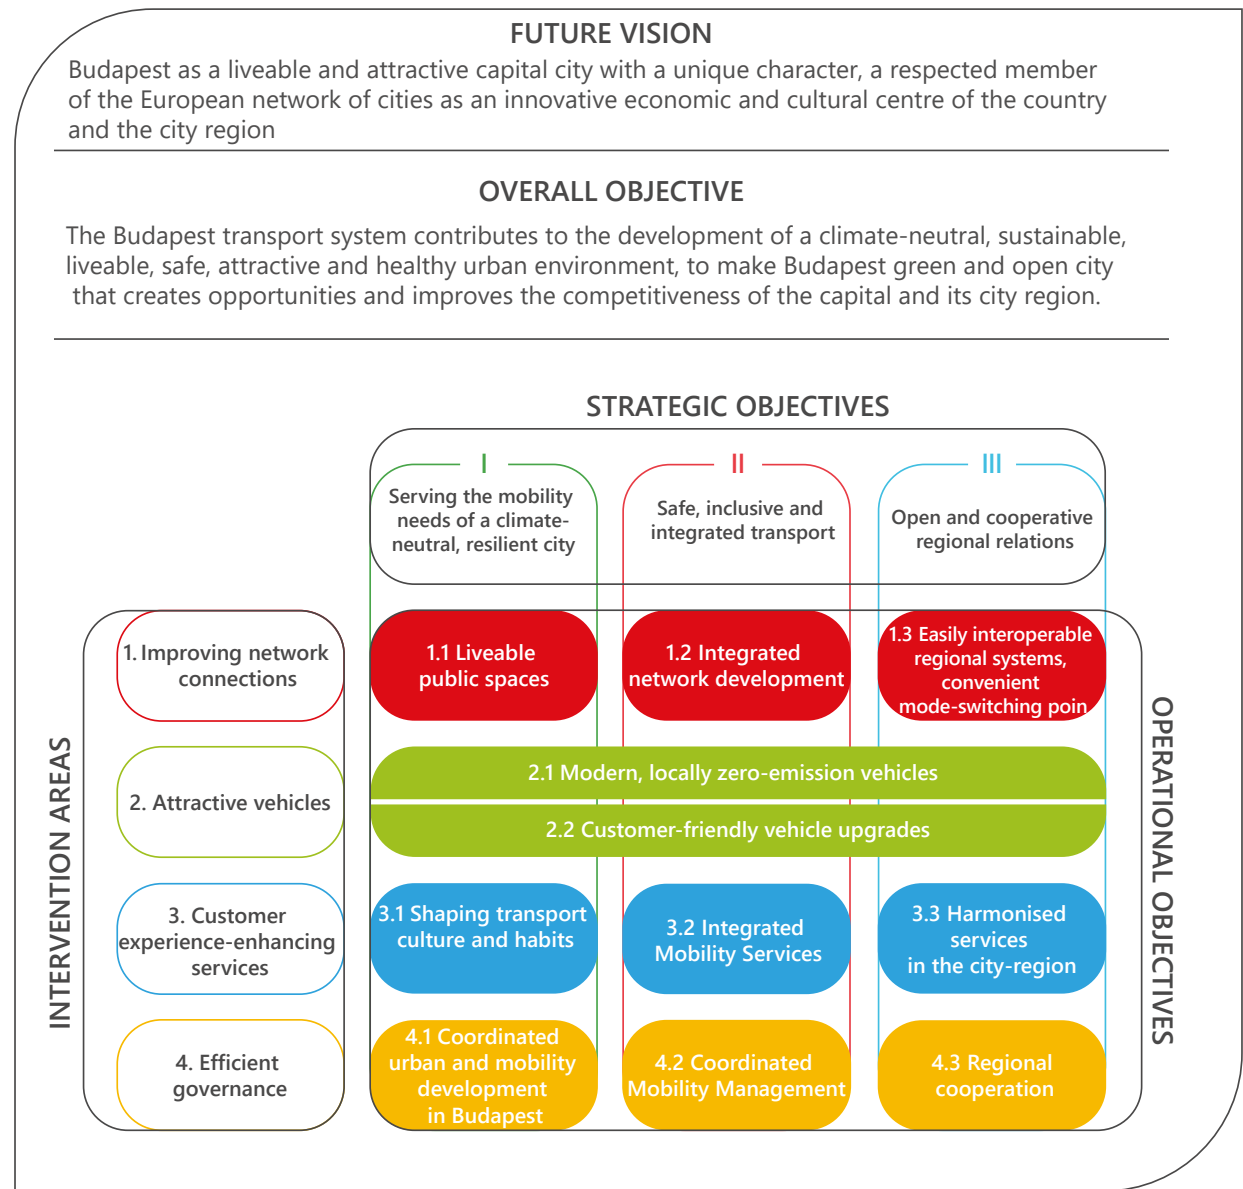 FUTURE VISION
Budapest as a liveable and attractive capital city with a unique character, a respected member
of the European network of cities as an innovative economic and cultural centre of the country
and the city region
OVERALL OBJECTIVE
The Budapest transport system contributes to the development of a climate-neutral, sustainable,
liveable, safe, attractive and healthy urban environment, to make Budapest green and open city
that creates opportunities and improves the competitiveness of the capital and its city region.
STRATEGIC OBJECTIVES
I
Serving the mobility
needs of a climate-
neutral, resilient city
II
Safe, inclusive and
integrated transport
III
Open and cooperative
regional relations
INTERVENTION AREAS
1. Improving network
connections
1.1 Liveable
public spaces
1.2 Integrated
network development
1.3 Easily interoperable
regional systems,
convenient
mode-switching poin
2. Attractive vehicles
2.1 Modern, locally zero-emission vehicles
2.2 Customer-friendly vehicle upgrades
3. Customer
experience-enhancing
services
3.1 Shaping transport
culture and habits
3.2 Integrated
Mobility Services
3.3 Harmonised
services
in the city-region
4. Efficient
governance
4.1 Coordinated
urban and mobility
development
in Budapest
4.2 Coordinated
Mobility Management
4.3 Regional
cooperation
OPERATIONAL OBJECTIVES